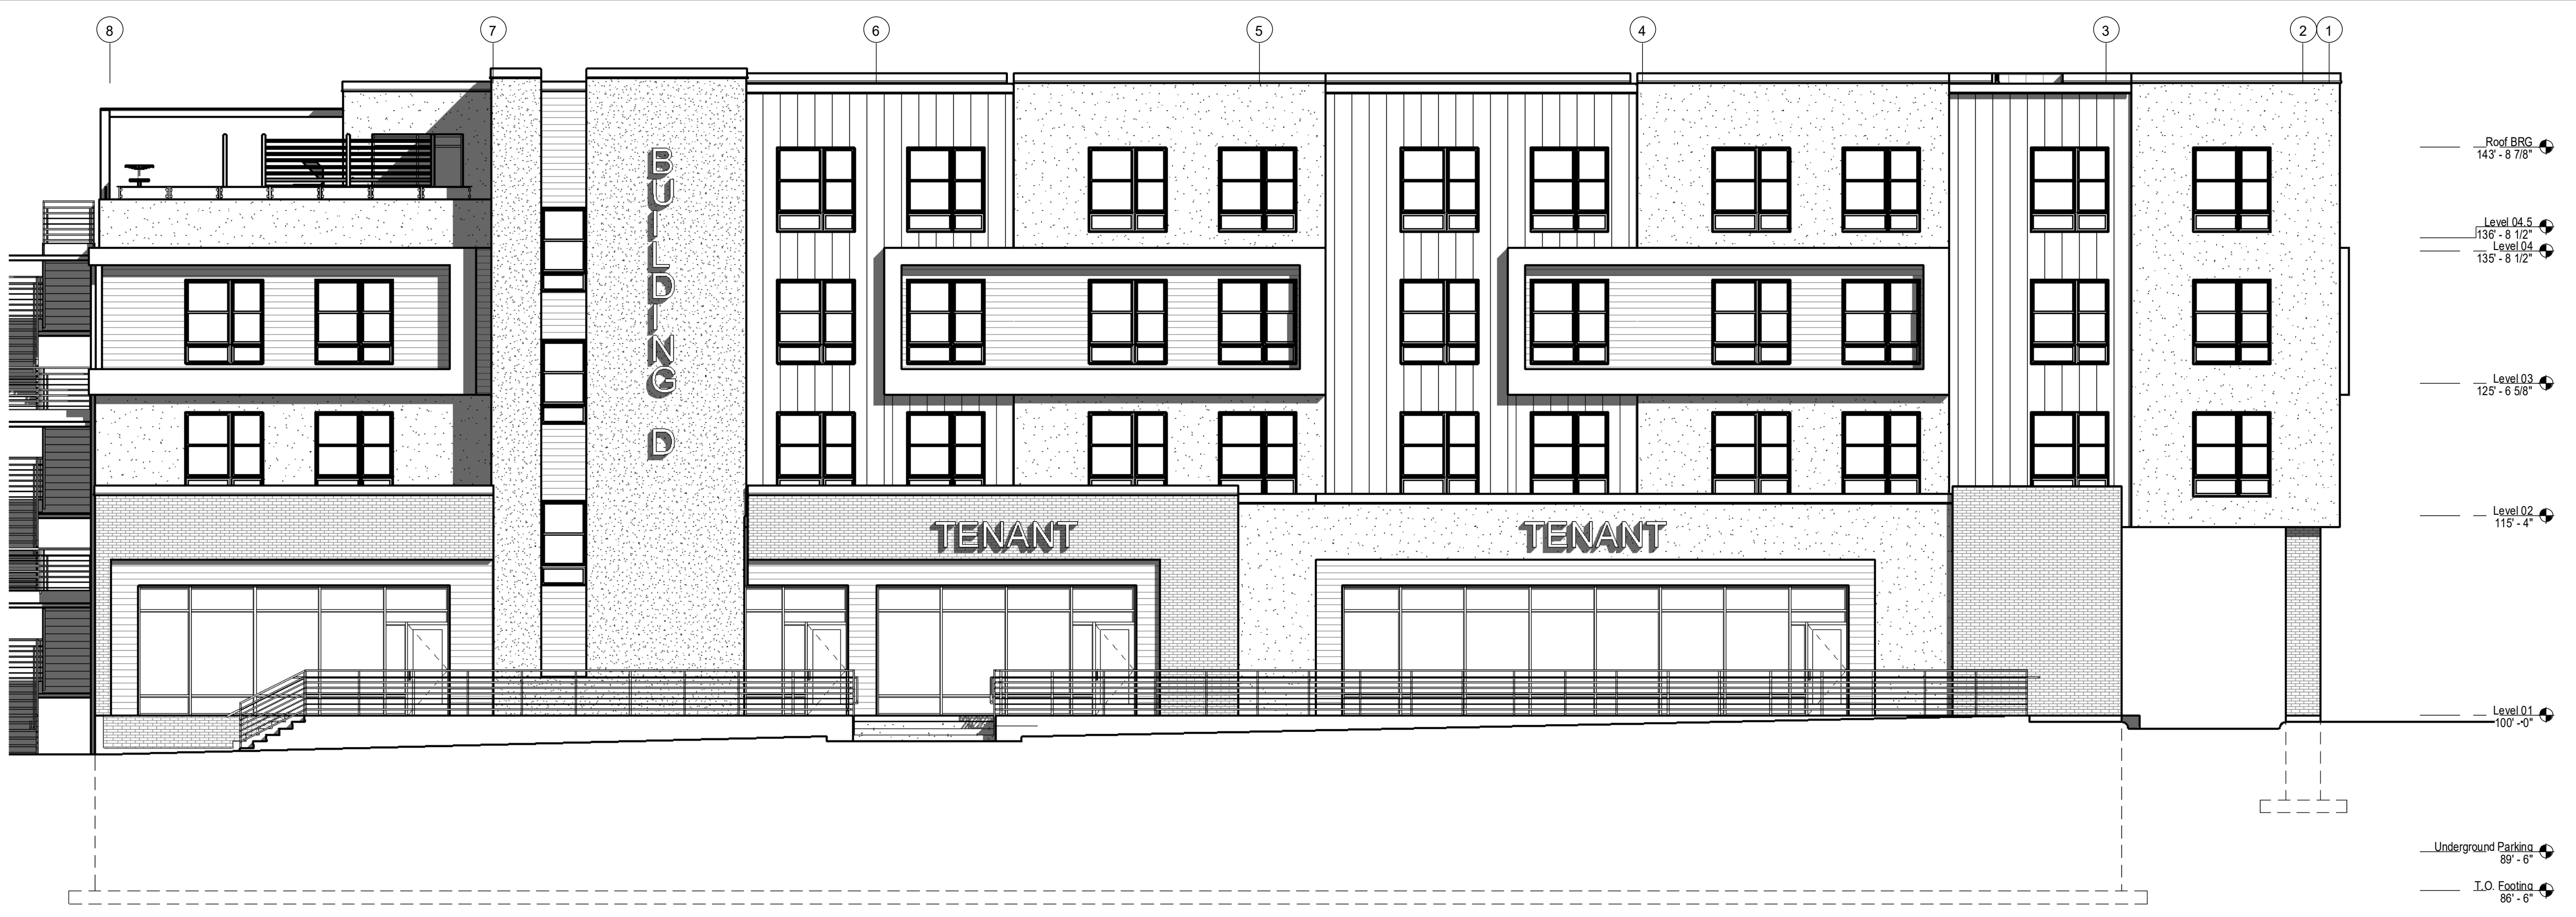 8
7
6
5
4
3
2
1
BUILDING D
TENANT
TENANT
Roof BRG
143' - 8 7/8"
Level 04.5
136' - 8 1/2"
Level 04
135' - 8 1/2"
Level 03
125' - 6 5/8"
Level 02
115' - 4"
Level 01
100' - 0"
Underground Parking
89' - 6"
T.O. Footing
86' - 6"